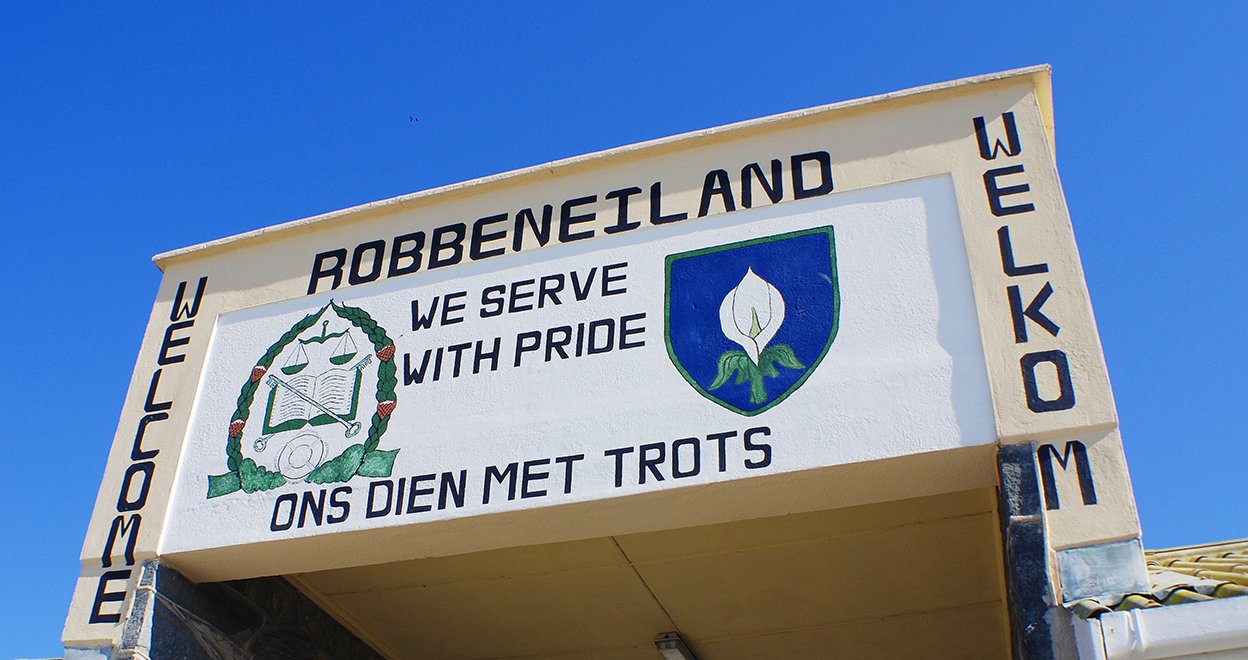 ROBBENEILAND
WELCOME
WE SERVE
WITH PRIDE
ONS DIEN MET TROTS
WELKOM